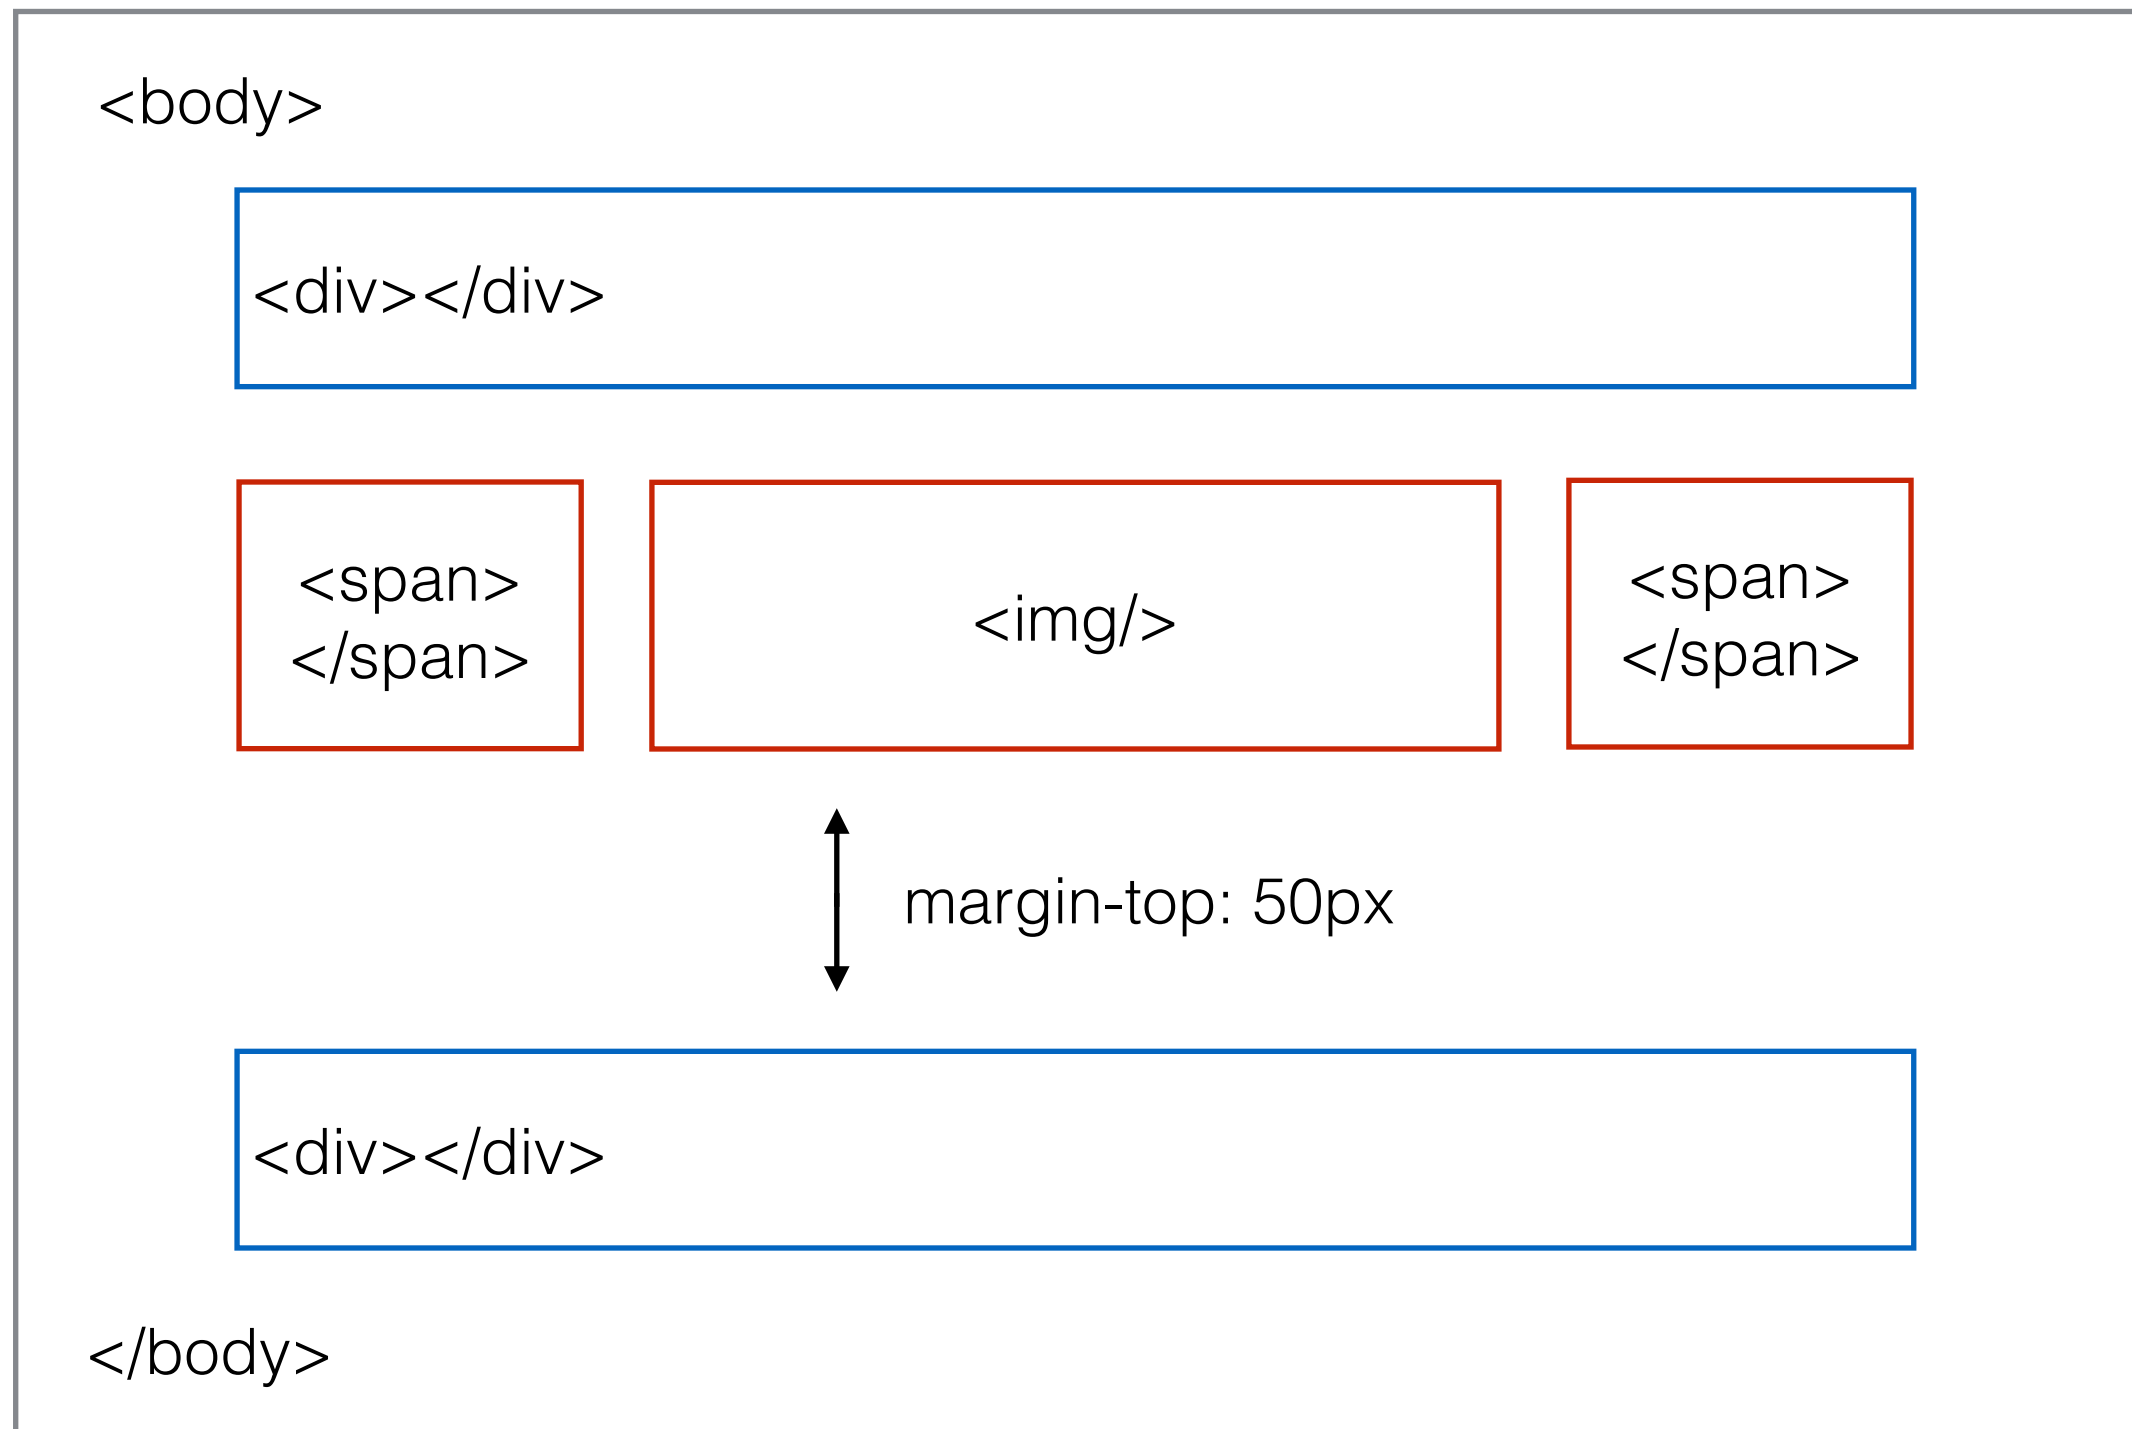 <body>
<div></div>
<span>
</span>
<img/>
<span>
</span>
margin-top: 50px
<div></div>
</body>